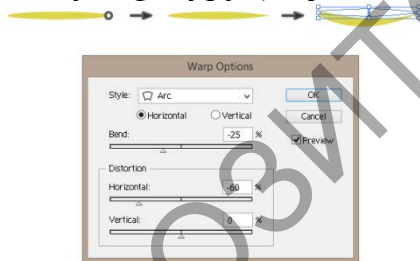 Warp Options
Style: Arc
OK
Horizontal Vertical
Cancel
Bend: -25 %
Preview
Distortion
Horizontal: -60 %
Vertical: 0 %